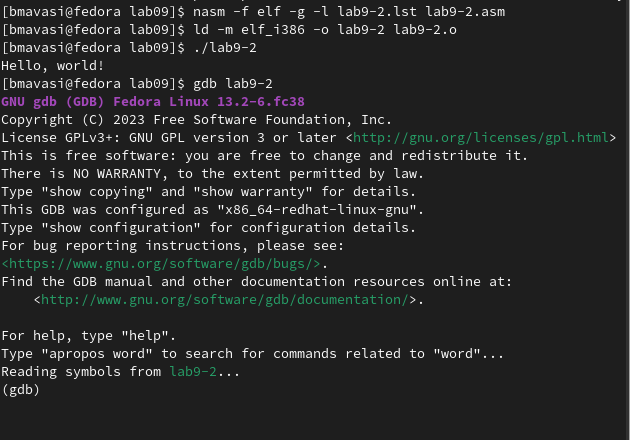 [bmavasi@fedora lab09]$ nasm -f elf -g -l lab9-2.lst lab9-2.asm
[bmavasi@fedora lab09]$ ld -m elf_i386 -o lab9-2 lab9-2.o
[bmavasi@fedora lab09]$ ./lab9-2
Hello, world!
[bmavasi@fedora lab09]$ gdb lab9-2
GNU gdb (GDB) Fedora Linux 13.2-6.fc38
Copyright (C) 2023 Free Software Foundation, Inc.
License GPLv3+: GNU GPL version 3 or later <http://gnu.org/licenses/gpl.html>
This is free software: you are free to change and redistribute it.
There is NO WARRANTY, to the extent permitted by law.
Type "show copying" and "show warranty" for details.
This GDB was configured as "x86_64-redhat-linux-gnu".
Type "show configuration" for configuration details.
For bug reporting instructions, please see:
<https://www.gnu.org/software/gdb/bugs/>.
Find the GDB manual and other documentation resources online at:
    <http://www.gnu.org/software/gdb/documentation/>.

For help, type "help".
Type "apropos word" to search for commands related to "word"...
Reading symbols from lab9-2...
(gdb)